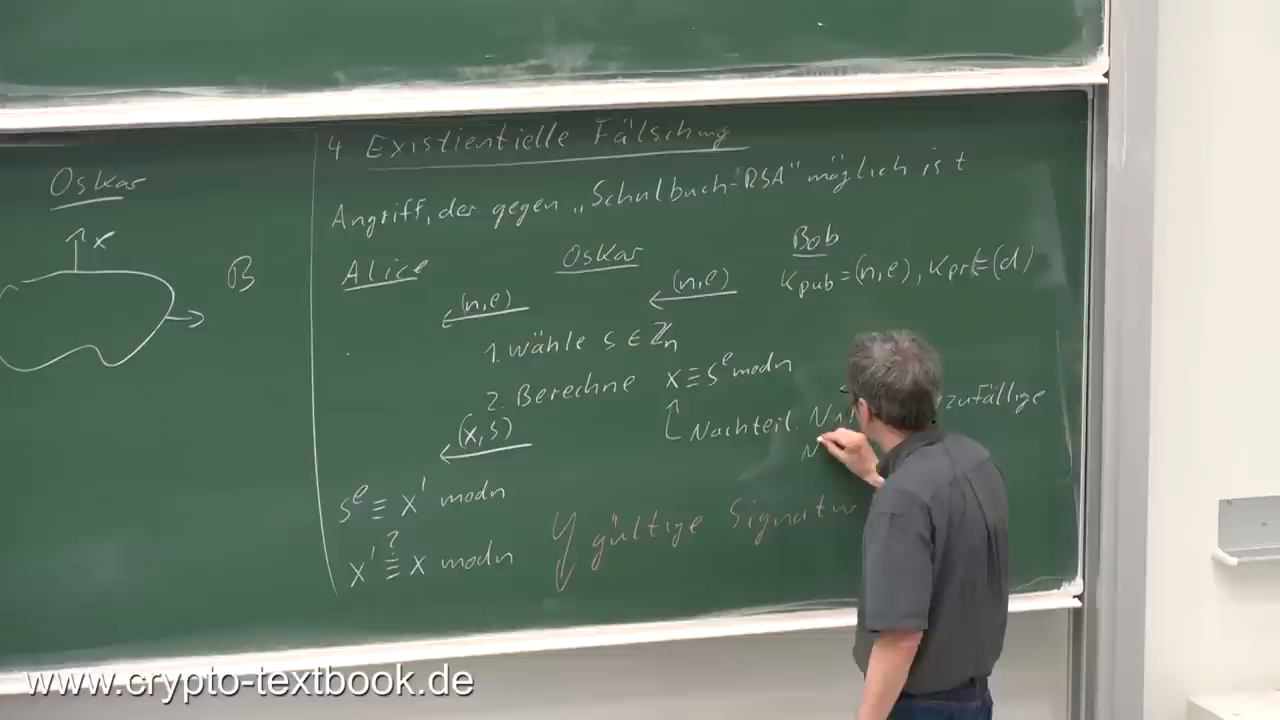 Oskar
x
B
4 Existientielle Fälschung
Angriff, der gegen „Schulbuch-RSA" möglich ist.
Alice
Oskar
Bob
(n,e)
(n,e)
Kpub=(n,e), Kpr=(d)
1. wähle s ∈ ℤn
2. Berechne x ≡ s^e mod n
(x,s)
Nachteil. zufällige
N
s^e ≡ x' mod n
gültige Signatur
?
x' ≡ x mod n
www.crypto-textbook.de